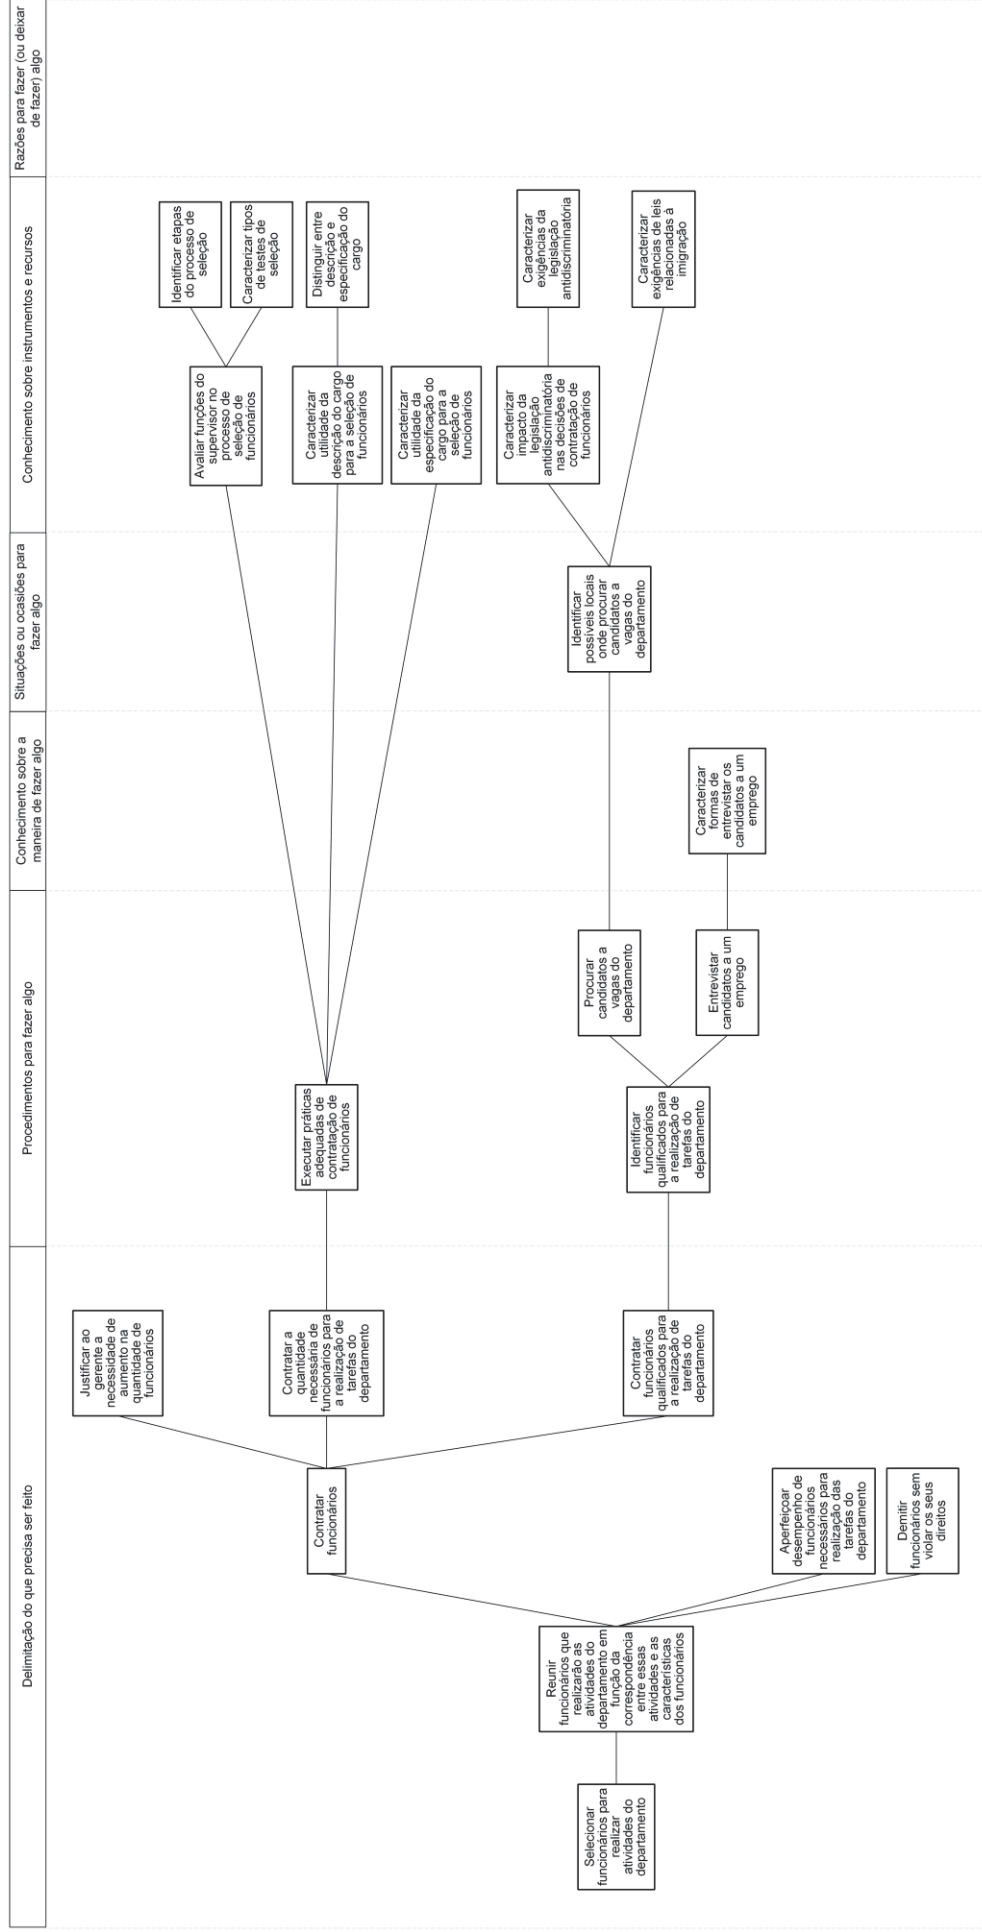 Delimitação do que precisa ser feito
Procedimentos para fazer algo
Conhecimento sobre a
maneira de fazer algo
Situações ou ocasiões para
fazer algo
Conhecimento sobre instrumentos e recursos
Razões para fazer (ou deixar
de fazer) algo
Selecionar
funcionários para
realizar
atividades do
departamento
Reunir
funcionários que
realizarão as
atividades do
departamento em
função da
correspondência
entre essas
atividades e as
características
dos funcionários
Contratar
funcionários
Aperfeiçoar
desempenho de
funcionários
necessários para
realização das
tarefas do
departamento
Demitir
funcionários sem
violar os seus
direitos
Justificar ao
gerente a
necessidade de
aumento na
quantidade de
funcionários
Contratar a
quantidade
necessária de
funcionários para
a realização de
tarefas do
departamento
Contratar
funcionários
qualificados para
a realização de
tarefas do
departamento
Executar práticas
adequadas de
contratação de
funcionários
Identificar
funcionários
qualificados para
a realização de
tarefas do
departamento
Procurar
candidatos a
vagas do
departamento
Entrevistar
candidatos a um
emprego
Caracterizar
formas de
entrevistar os
candidatos a um
emprego
Identificar
possíveis locais
onde procurar
candidatos a
vagas do
departamento
Avaliar funções do
supervisor no
processo de
seleção de
funcionários
Caracterizar
utilidade da
descrição do cargo
para a seleção de
funcionários
Caracterizar
utilidade da
especificação do
cargo para a
seleção de
funcionários
Caracterizar
impacto da
legislação
antidiscriminatória
nas decisões de
contratação de
funcionários
Identificar etapas
do processo de
seleção
Caracterizar tipos
de testes de
seleção
Distinguir entre
descrição e
especificação do
cargo
Caracterizar
exigências da
legislação
antidiscriminatória
Caracterizar
exigências de leis
relacionadas à
imigração